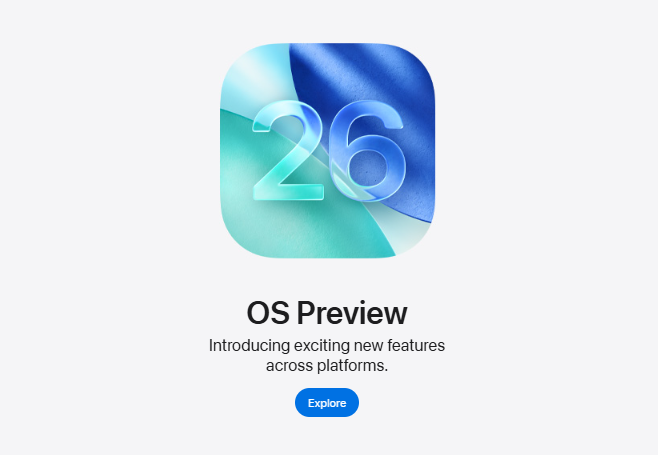 26
OS Preview
Introducing exciting new features
across platforms.
Explore